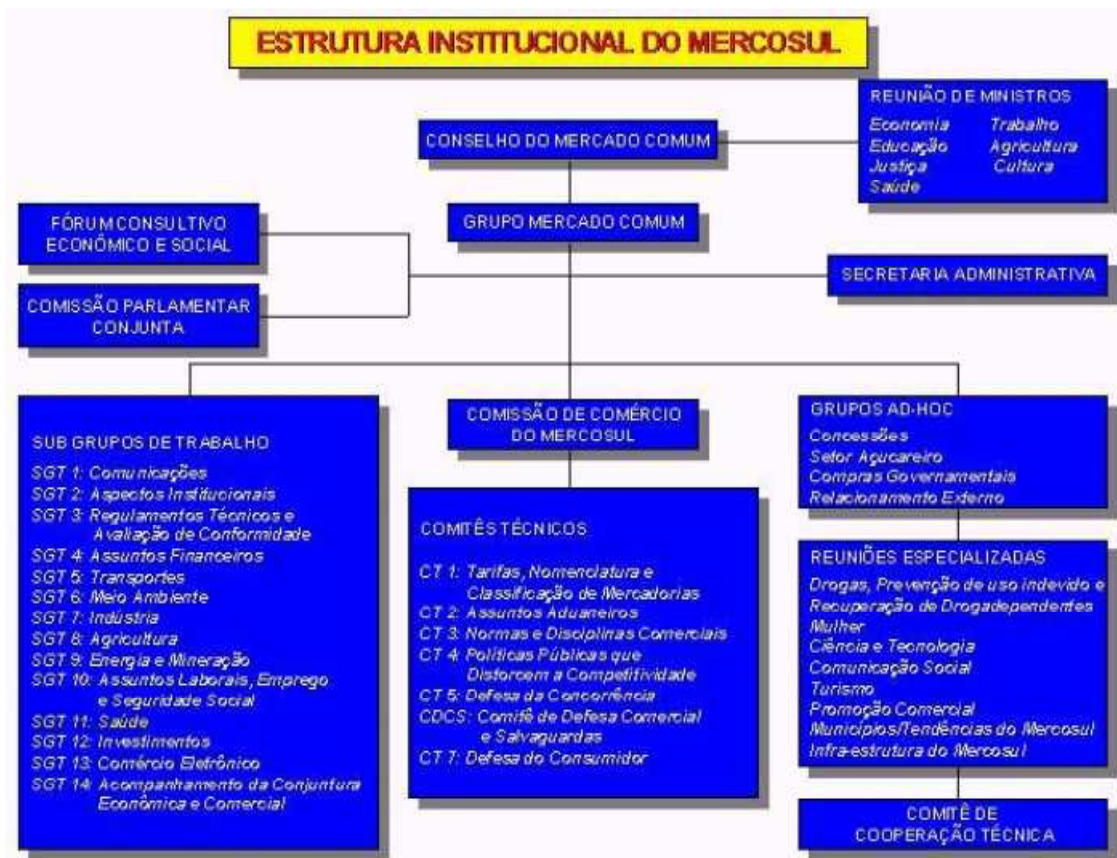 ESTRUTURA INSTITUCIONAL DO MERCOSUL
REUNIÃO DE MINISTROS
Economia Trabalho
Educação Agricultura
Justiça Cultura
Saúde
CONSELHO DO MERCADO COMUM
GRUPO MERCADO COMUM
FÓRUM CONSULTIVO
ECONÔMICO E SOCIAL
SECRETARIA ADMINISTRATIVA
COMISSÃO PARLAMENTAR
CONJUNTA
SUB GRUPOS DE TRABALHO
SGT 1: Comunicações
SGT 2: Aspectos Institucionais
SGT 3: Regulamentos Técnicos e
Avaliação de Conformidade
SGT 4: Assuntos Financeiros
SGT 5: Transportes
SGT 6: Meio Ambiente
SGT 7: Indústria
SGT 8: Agricultura
SGT 9: Energia e Mineração
SGT 10: Assuntos Laborais, Emprego
e Seguridade Social
SGT 11: Saúde
SGT 12: Investimentos
SGT 13: Comércio Eletrônico
SGT 14: Acompanhamento da Conjuntura
Econômica e Comercial
COMISSÃO DE COMÉRCIO
DO MERCOSUL
COMITÊS TÉCNICOS
CT 1: Tarifas, Nomenclatura e
Classificação de Mercadorias
CT 2: Assuntos Aduaneiros
CT 3: Normas e Disciplinas Comerciais
CT 4: Políticas Públicas que
Distorcem a Competitividade
CT 5: Defesa da Concorrência
CDCS: Comitê de Defesa Comercial
e Salvaguardas
CT 7: Defesa do Consumidor
GRUPOS AD-HOC
Concessões
Setor Açucareiro
Compras Governamentais
Relacionamento Externo
REUNIÕES ESPECIALIZADAS
Drogas, Prevenção de uso indevido e
Recuperação de Drogadependentes
Mulher
Ciência e Tecnologia
Comunicação Social
Turismo
Promoção Comercial
Municípios/Tendências do Mercosul
Infra-estrutura do Mercosul
COMITÊ DE
COOPERAÇÃO TÉCNICA